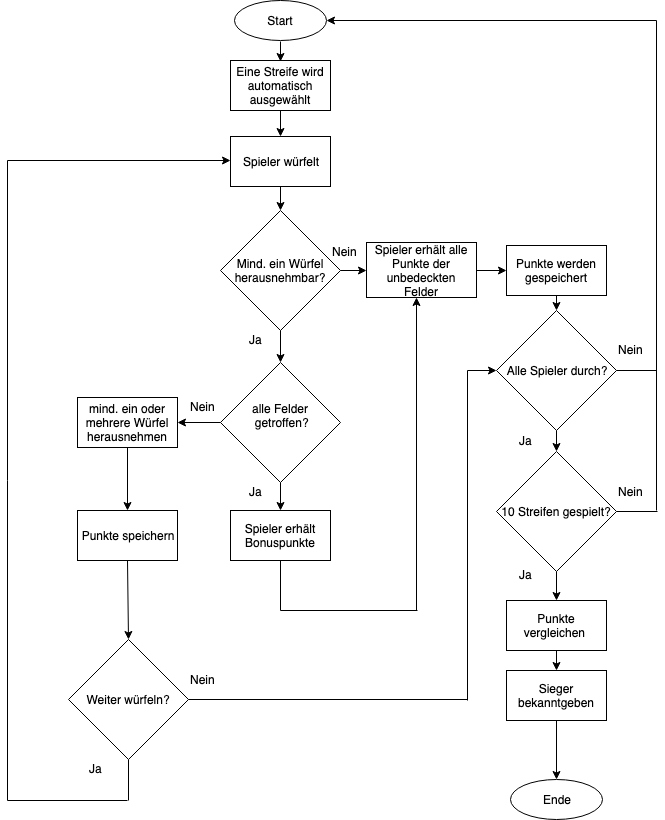 Start
Eine Streife wird
automatisch
ausgewählt
Spieler würfelt
Mind. ein Würfel
herausnehmbar?
Nein
Spieler erhält alle
Punkte der
unbedeckten
Felder
Punkte werden
gespeichert
Ja
Alle Spieler durch?
Nein
alle Felder
getroffen?
Nein
mind. ein oder
mehrere Würfel
herausnehmen
Ja
Ja
10 Streifen gespielt?
Nein
Punkte speichern
Spieler erhält
Bonuspunkte
Ja
Punkte
vergleichen
Weiter würfeln?
Nein
Sieger
bekanntgeben
Ja
Ende